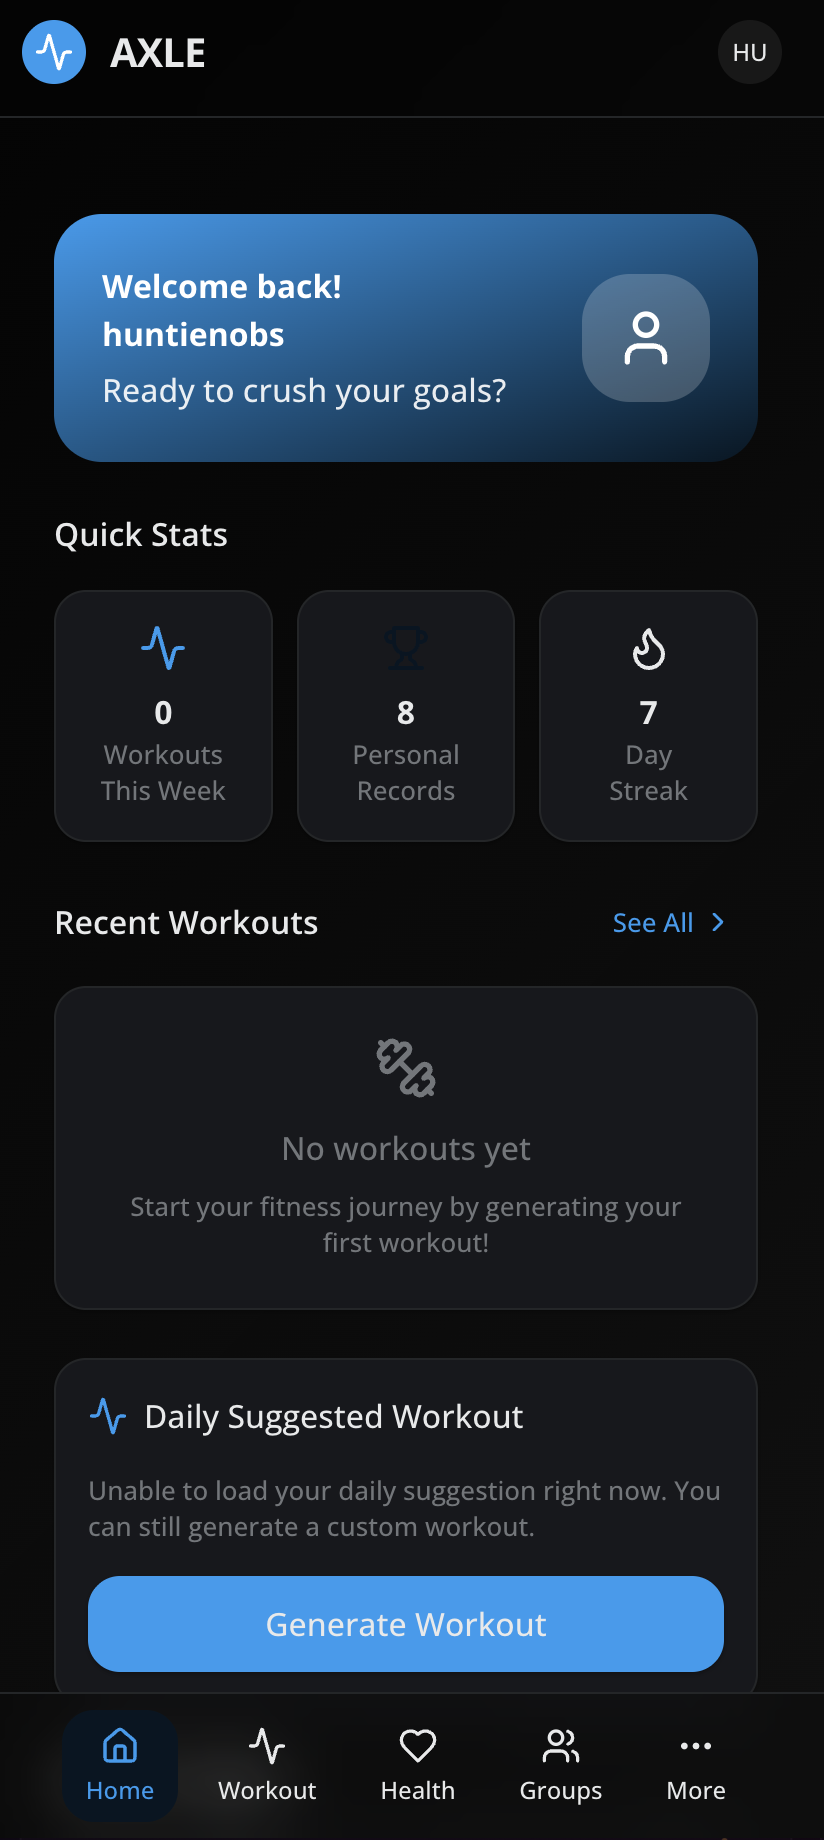 AXLE
HU
Welcome back!
huntienobs
Ready to crush your goals?
Quick Stats
0
Workouts
This Week
8
Personal
Records
7
Day
Streak
Recent Workouts
See All
No workouts yet
Start your fitness journey by generating your
first workout!
Daily Suggested Workout
Unable to load your daily suggestion right now. You
can still generate a custom workout.
Generate Workout
Home
Workout
Health
Groups
More